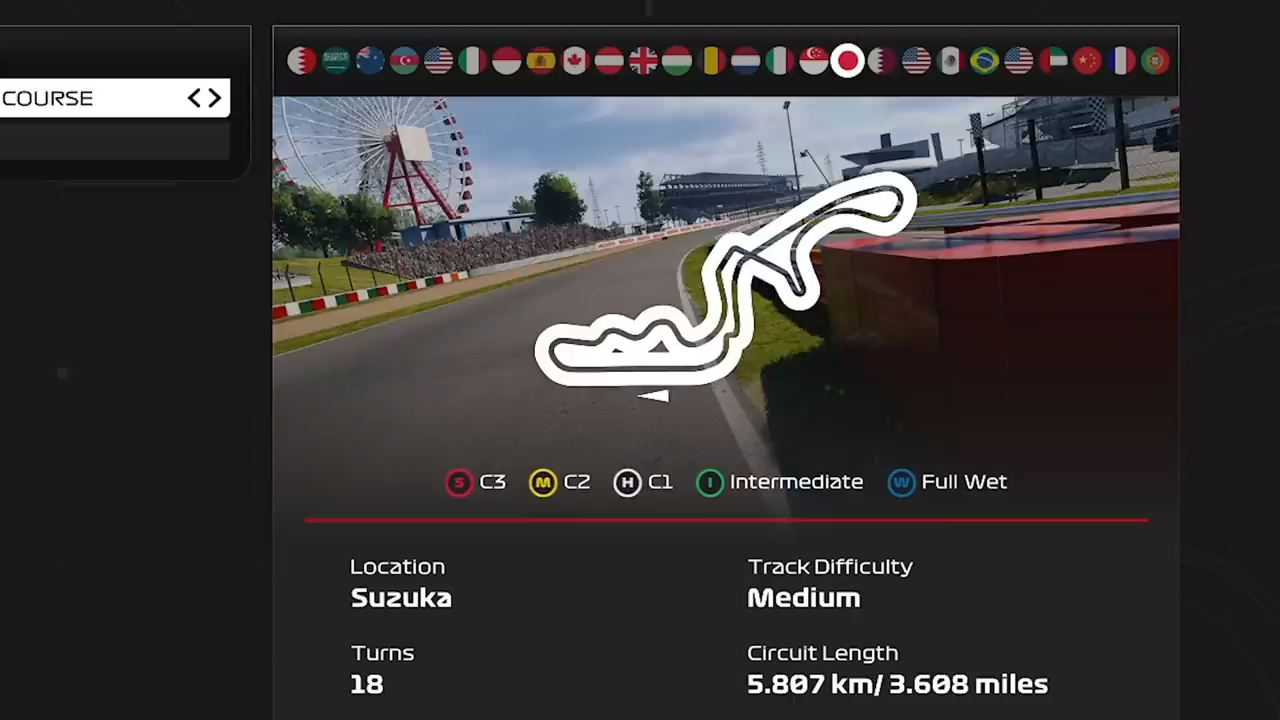 COURSE
S C3 M C2 H C1 I Intermediate W Full Wet
Location
Suzuka
Track Difficulty
Medium
Turns
18
Circuit Length
5.807 km/ 3.608 miles